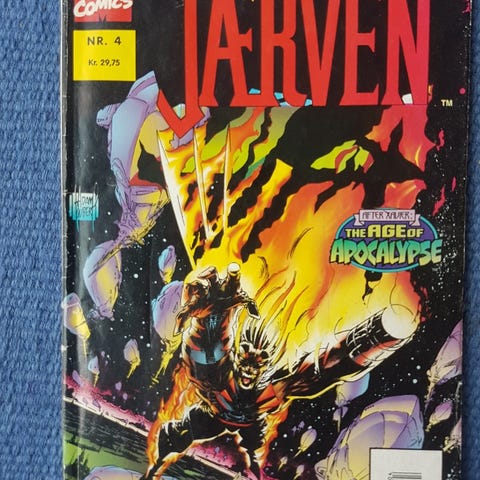 COMICS
NR. 4
Kr. 29,75
JÆRVEN
TM
AFTER XAVIER:
THE AGE OF
APOCALYPSE